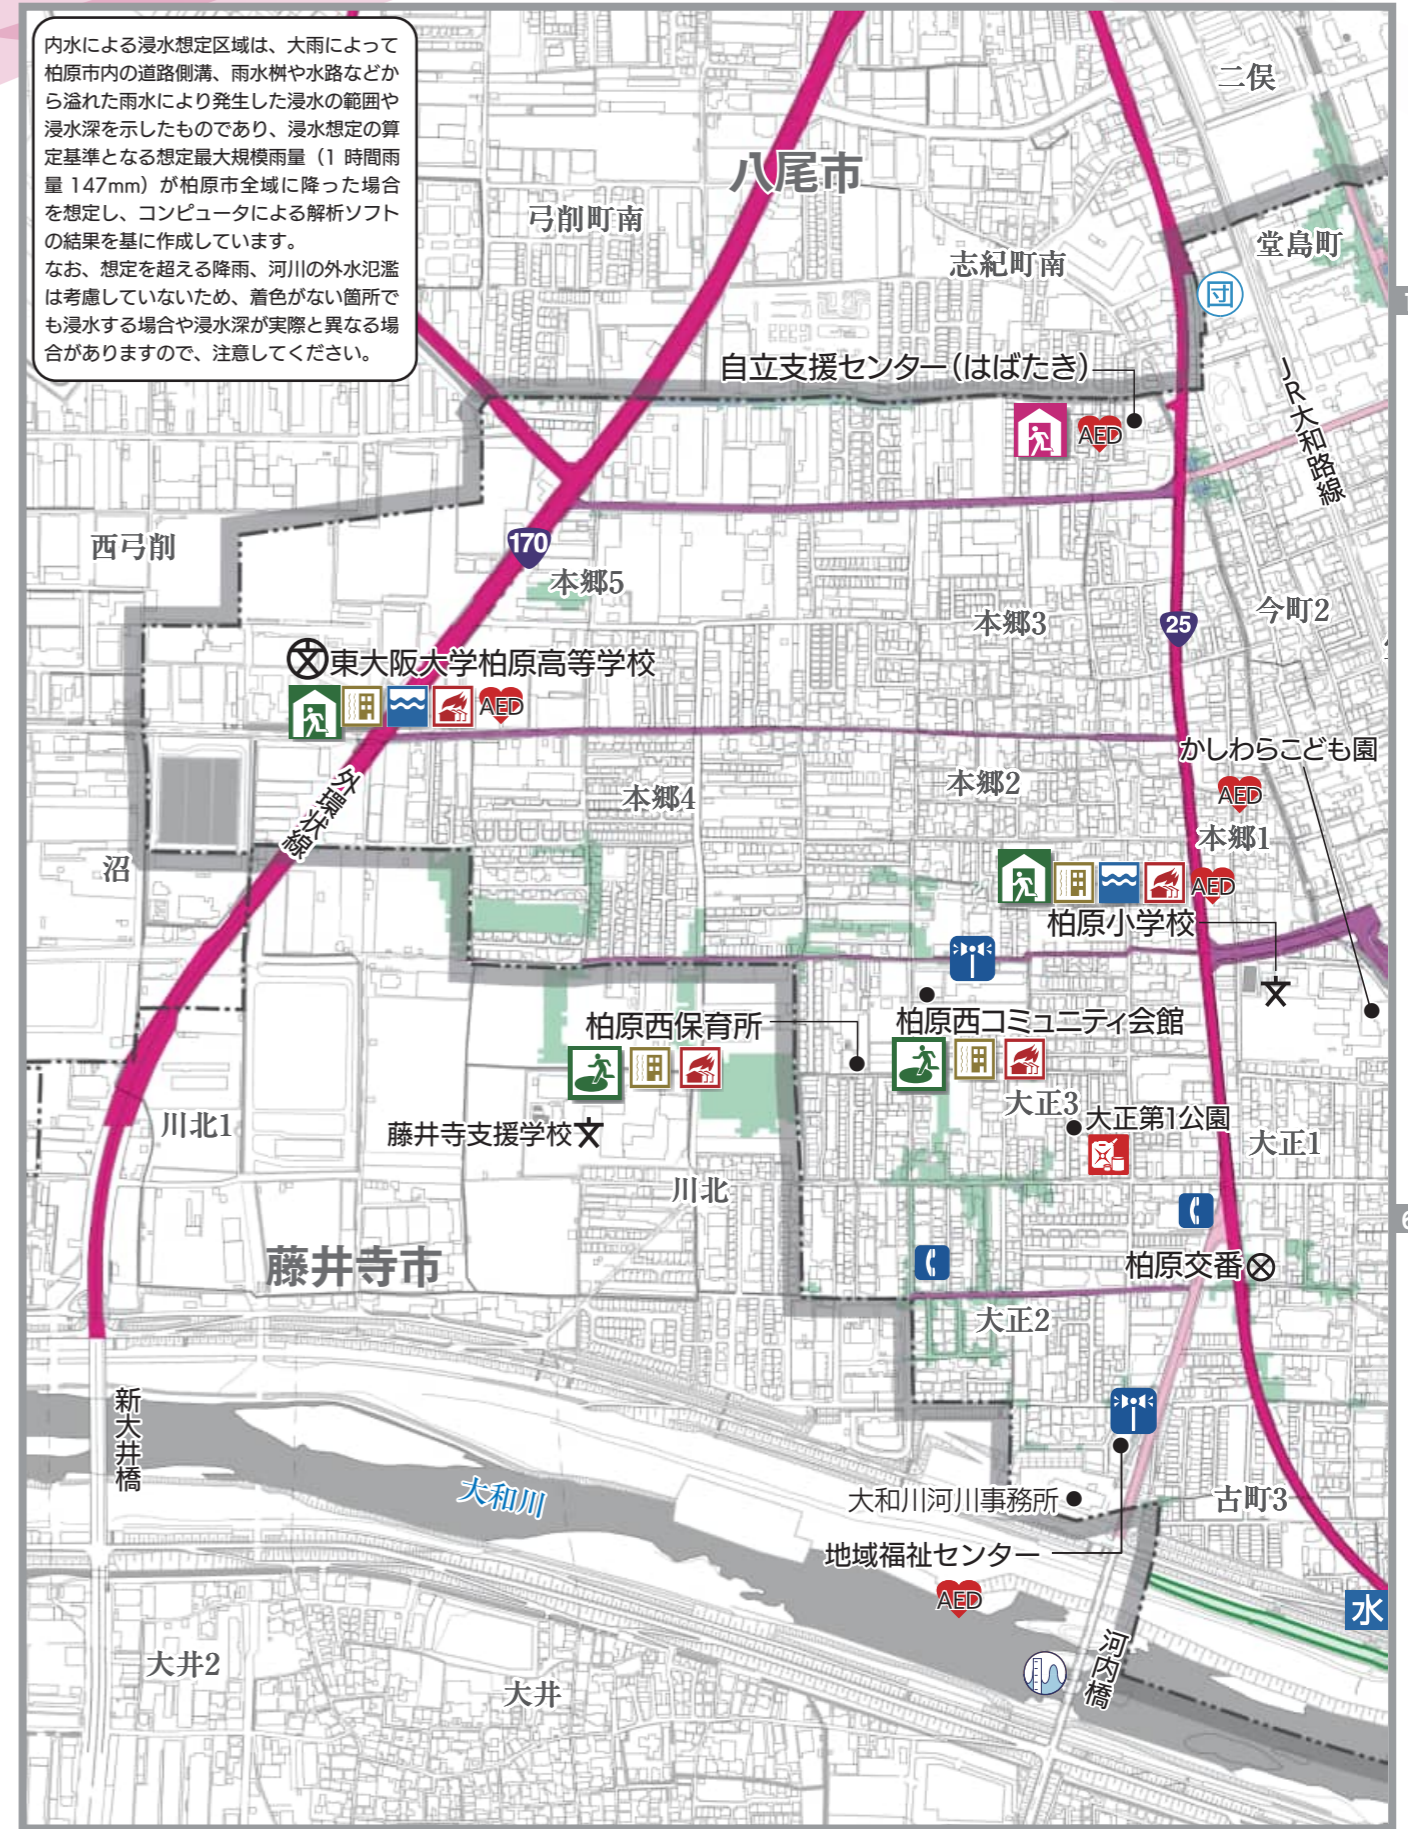 内水による浸水想定区域は、大雨によって
柏原市内の道路側溝、雨水桝や水路などか
ら溢れた雨水により発生した浸水の範囲や
浸水深を示したものであり、浸水想定の算
定基準となる想定最大規模雨量（1 時間雨
量 147mm）が柏原市全域に降った場合
を想定し、コンピュータによる解析ソフト
の結果を基に作成しています。
なお、想定を超える降雨、河川の外水氾濫
は考慮していないため、着色がない箇所で
も浸水する場合や浸水深が実際と異なる場
合がありますので、注意してください。
二俣
八尾市
弓削町南
堂島町
志紀町南
団
自立支援センター（はばたき）
JR大和路線
AED
西弓削
170
本郷5
今町2
本郷3
25
東大阪大学柏原高等学校
AED
かしわらこども園
外環状線
本郷4
本郷2
AED
本郷1
沼
AED
柏原小学校
柏原西保育所
柏原西コミュニティ会館
大正3
川北1
大正第1公園
藤井寺支援学校
大正1
川北
藤井寺市
柏原交番
大正2
新大井橋
大和川
大和川河川事務所
古町3
地域福祉センター
AED
水
河内橋
大井2
大井